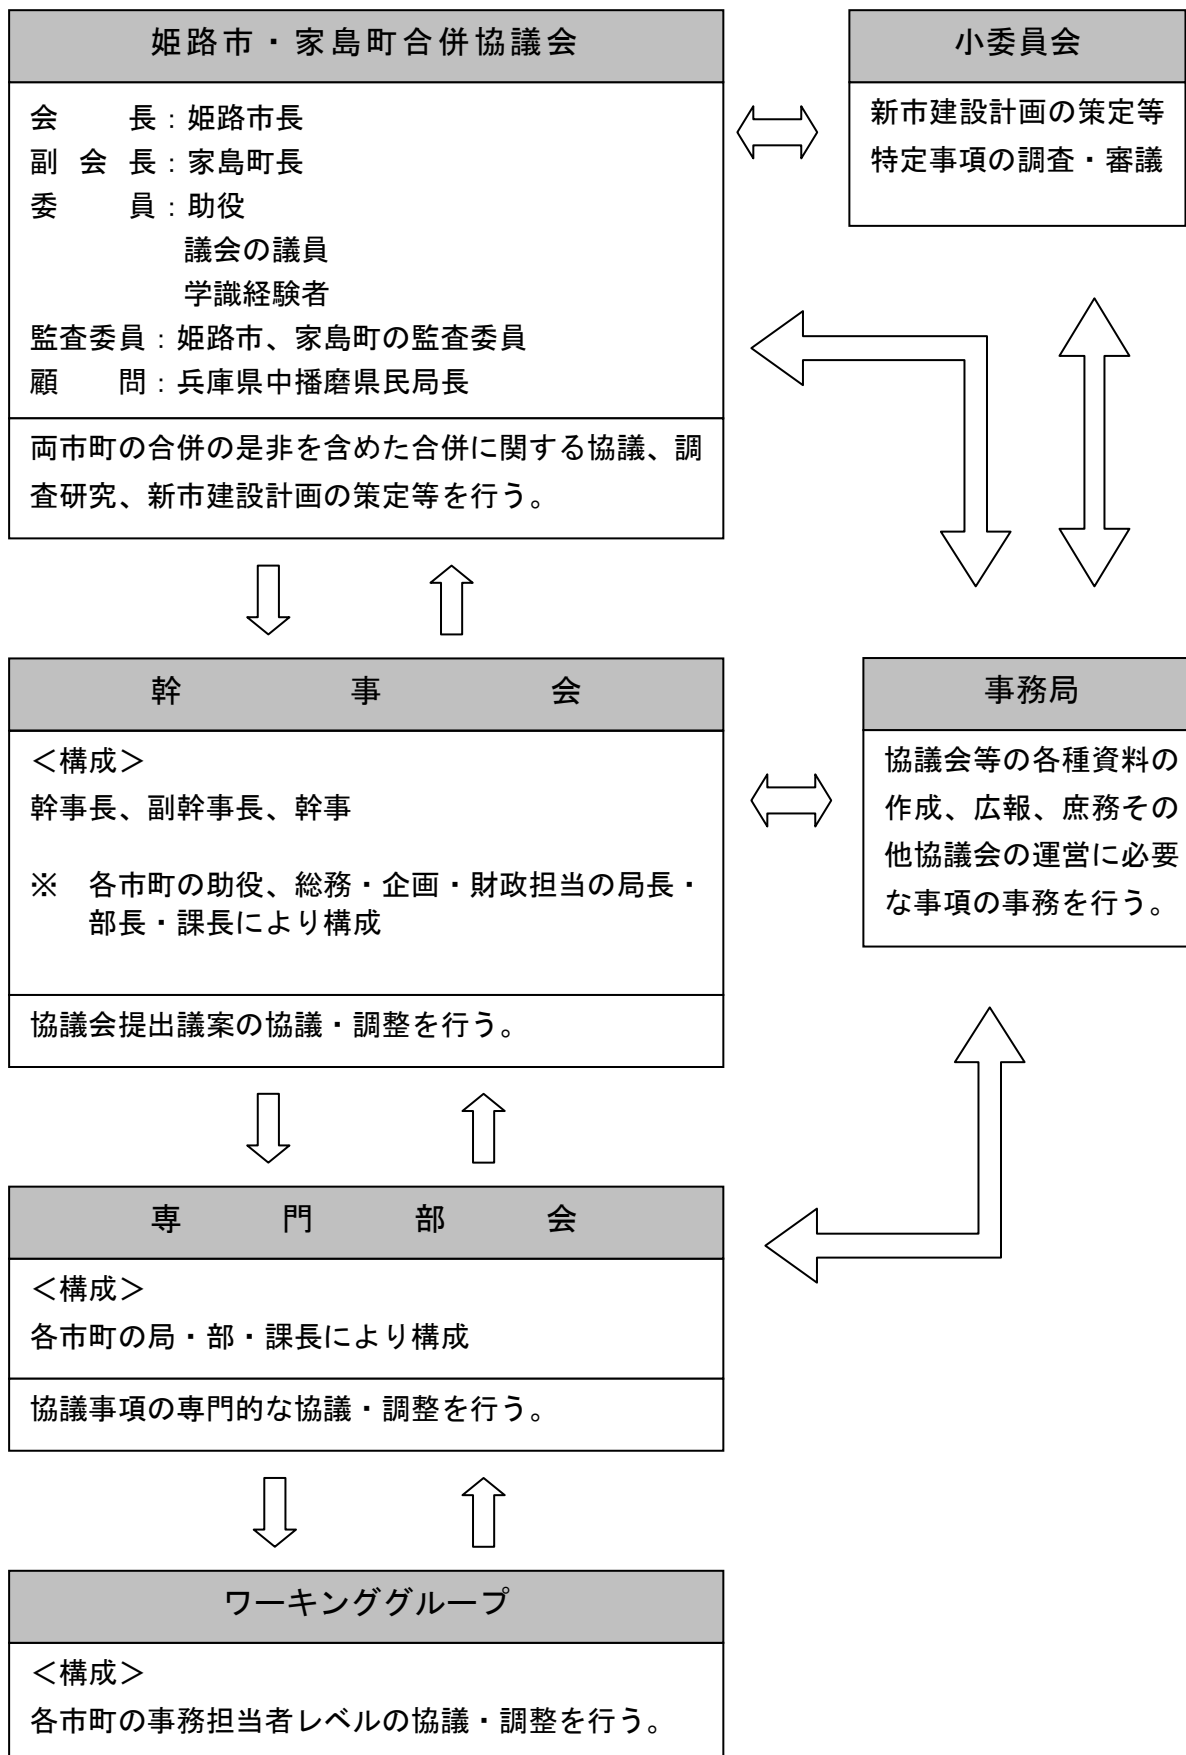 姫路市・家島町合併協議会
会　　長：姫路市長
副 会 長：家島町長
委　　員：助役
議会の議員
学識経験者
監査委員：姫路市、家島町の監査委員
顧　　問：兵庫県中播磨県民局長
両市町の合併の是非を含めた合併に関する協議、調
査研究、新市建設計画の策定等を行う。
小委員会
新市建設計画の策定等
特定事項の調査・審議
幹　事　会
＜構成＞
幹事長、副幹事長、幹事
※　各市町の助役、総務・企画・財政担当の局長・
部長・課長により構成
協議会提出議案の協議・調整を行う。
事務局
協議会等の各種資料の
作成、広報、庶務その
他協議会の運営に必要
な事項の事務を行う。
専　門　部　会
＜構成＞
各市町の局・部・課長により構成
協議事項の専門的な協議・調整を行う。
ワーキンググループ
＜構成＞
各市町の事務担当者レベルの協議・調整を行う。